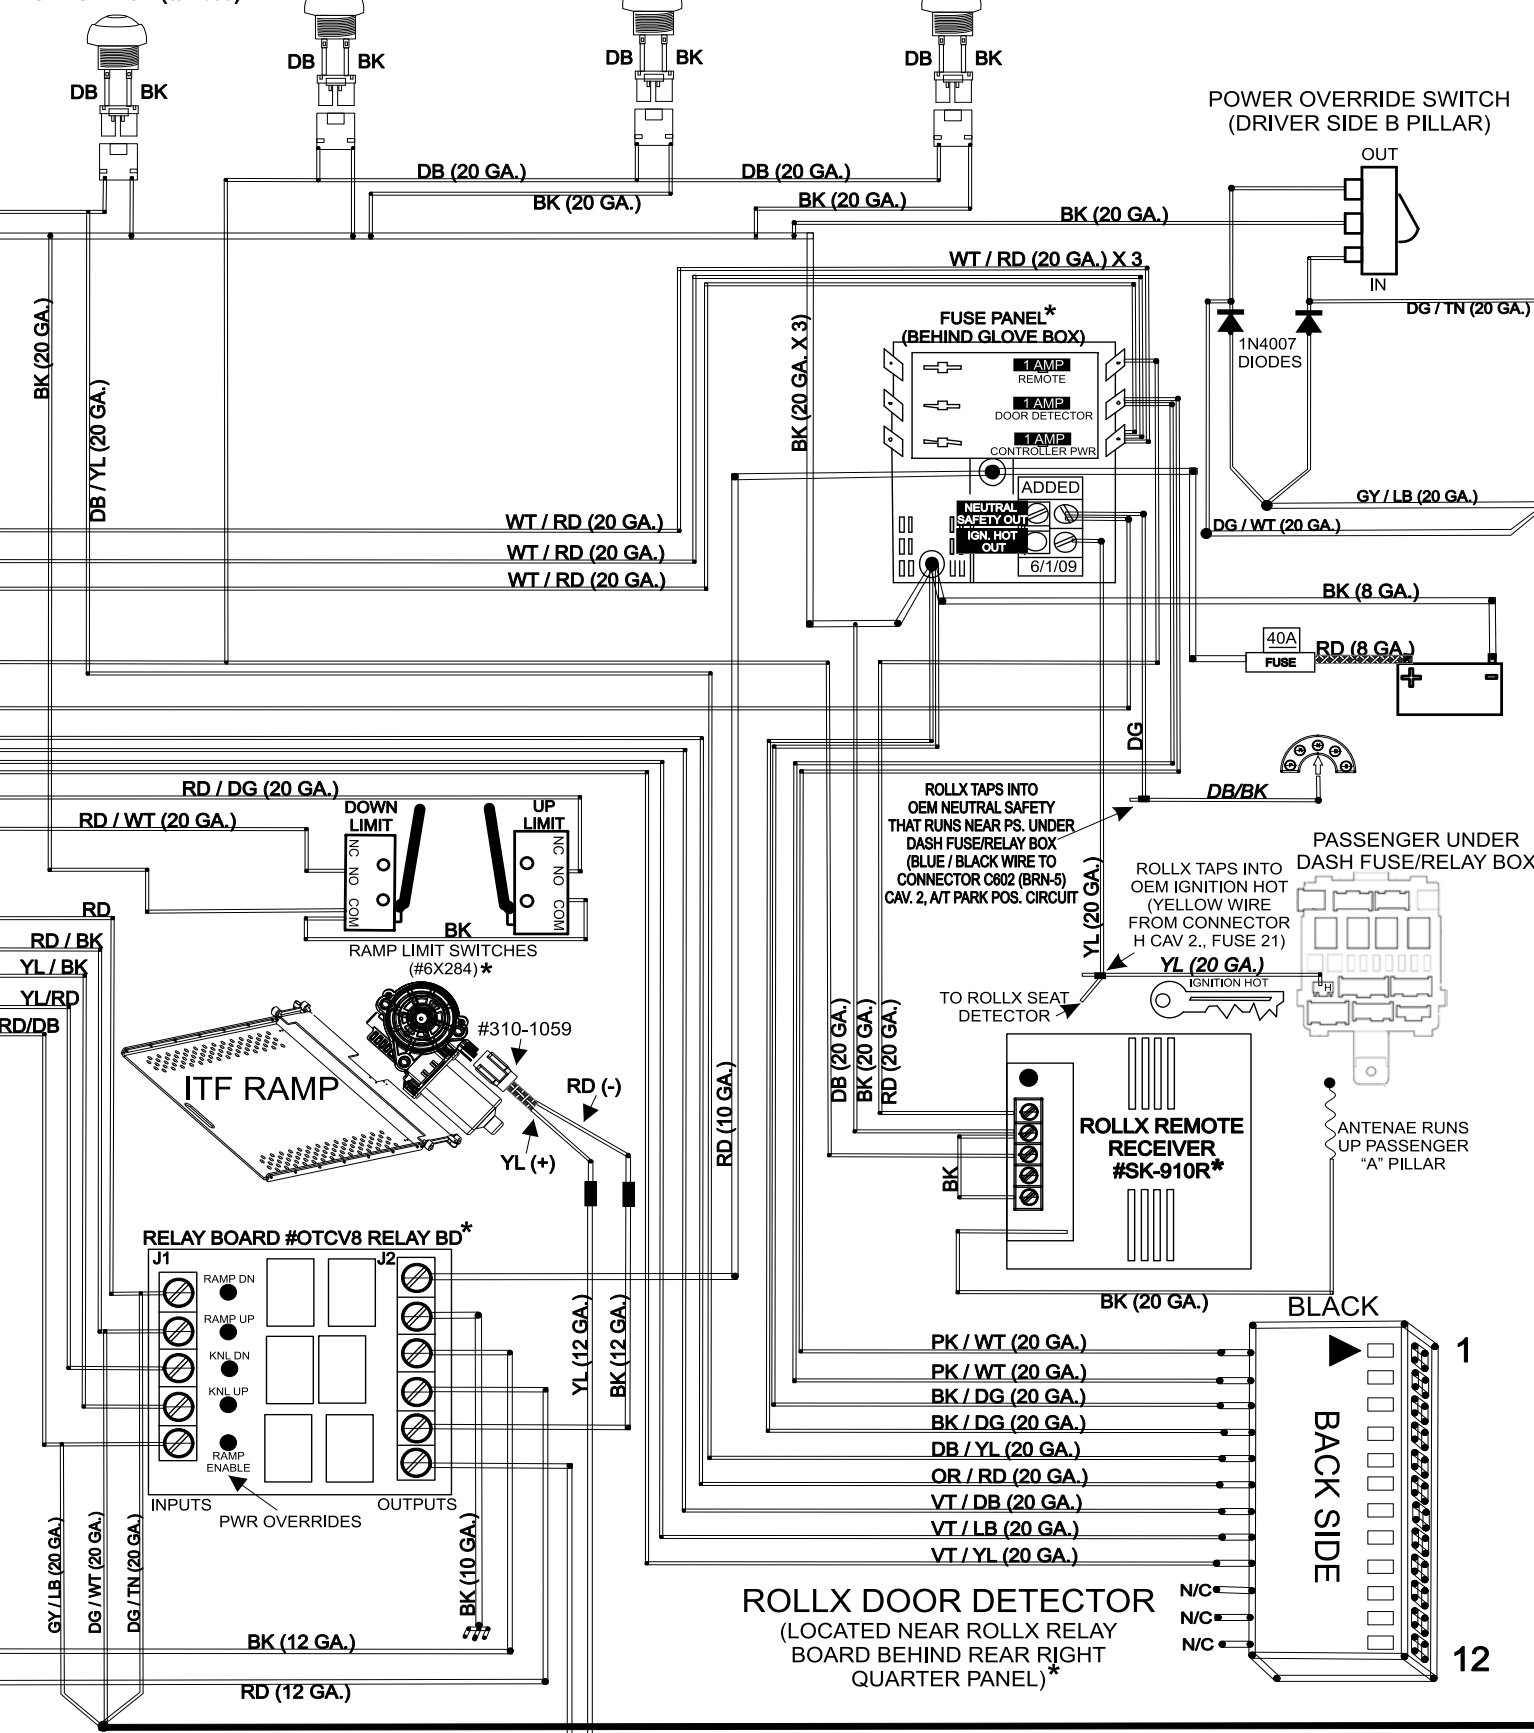 DB
BK
DB
BK
DB
BK
DB
BK
POWER OVERRIDE SWITCH
(DRIVER SIDE B PILLAR)
OUT
IN
DB (20 GA.)
DB (20 GA.)
BK (20 GA.)
BK (20 GA.)
BK (20 GA.)
WT / RD (20 GA.) X 3
DG / TN (20 GA.)
1N4007
DIODES
BK (20 GA.)
DB / YL (20 GA.)
BK (20 GA. X 3)
FUSE PANEL*
(BEHIND GLOVE BOX)
1 AMP
REMOTE
1 AMP
DOOR DETECTOR
1 AMP
CONTROLLER PWR
ADDED
NEUTRAL
SAFETY OUT
IGN. HOT
OUT
6/1/09
GY / LB (20 GA.)
DG / WT (20 GA.)
WT / RD (20 GA.)
WT / RD (20 GA.)
WT / RD (20 GA.)
BK (8 GA.)
40A
FUSE
RD (8 GA.)
+
-
DG
DB/BK
ROLLX TAPS INTO
OEM NEUTRAL SAFETY
THAT RUNS NEAR PS. UNDER
DASH FUSE/RELAY BOX
(BLUE / BLACK WIRE TO
CONNECTOR C602 (BRN-5)
CAV. 2, A/T PARK POS. CIRCUIT
YL (20 GA.)
ROLLX TAPS INTO
OEM IGNITION HOT
(YELLOW WIRE
FROM CONNECTOR
H CAV 2., FUSE 21)
YL (20 GA.)
IGNITION HOT
PASSENGER UNDER
DASH FUSE/RELAY BOX
H
TO ROLLX SEAT
DETECTOR
RD / DG (20 GA.)
RD / WT (20 GA.)
DOWN
LIMIT
UP
LIMIT
NC
NO
COM
NC
NO
COM
BK
RAMP LIMIT SWITCHES
(#6X284)*
RD
RD / BK
YL / BK
YL/RD
RD/DB
ITF RAMP
#310-1059
RD (-)
YL (+)
RD (10 GA.)
DB (20 GA.)
BK (20 GA.)
RD (20 GA.)
BK
ROLLX REMOTE
RECEIVER
#SK-910R*
ANTENAE RUNS
UP PASSENGER
“A” PILLAR
BK (20 GA.)
RELAY BOARD #OTCV8 RELAY BD*
J1
J2
RAMP DN
RAMP UP
KNL DN
KNL UP
RAMP
ENABLE
INPUTS
OUTPUTS
PWR OVERRIDES
YL (12 GA.)
BK (12 GA.)
GY / LB (20 GA.)
DG / WT (20 GA.)
DG / TN (20 GA.)
BK (10 GA.)
BK (12 GA.)
RD (12 GA.)
PK / WT (20 GA.)
PK / WT (20 GA.)
BK / DG (20 GA.)
BK / DG (20 GA.)
DB / YL (20 GA.)
OR / RD (20 GA.)
VT / DB (20 GA.)
VT / LB (20 GA.)
VT / YL (20 GA.)
N/C
N/C
N/C
BLACK
1
BACK SIDE
12
ROLLX DOOR DETECTOR
(LOCATED NEAR ROLLX RELAY
BOARD BEHIND REAR RIGHT
QUARTER PANEL)*